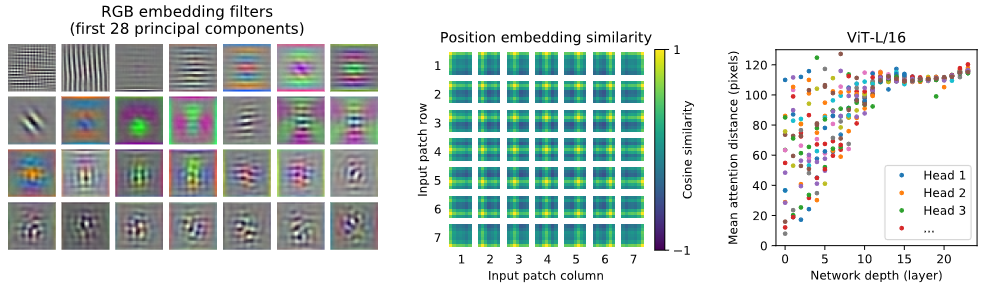 RGB embedding filters
(first 28 principal components)
Position embedding similarity
1
2
3
4
5
6
7
Input patch row
1 2 3 4 5 6 7
Input patch column
1
−1
Cosine similarity
ViT-L/16
120
100
80
60
40
20
0
Mean attention distance (pixels)
Head 1
Head 2
Head 3
...
0 5 10 15 20
Network depth (layer)